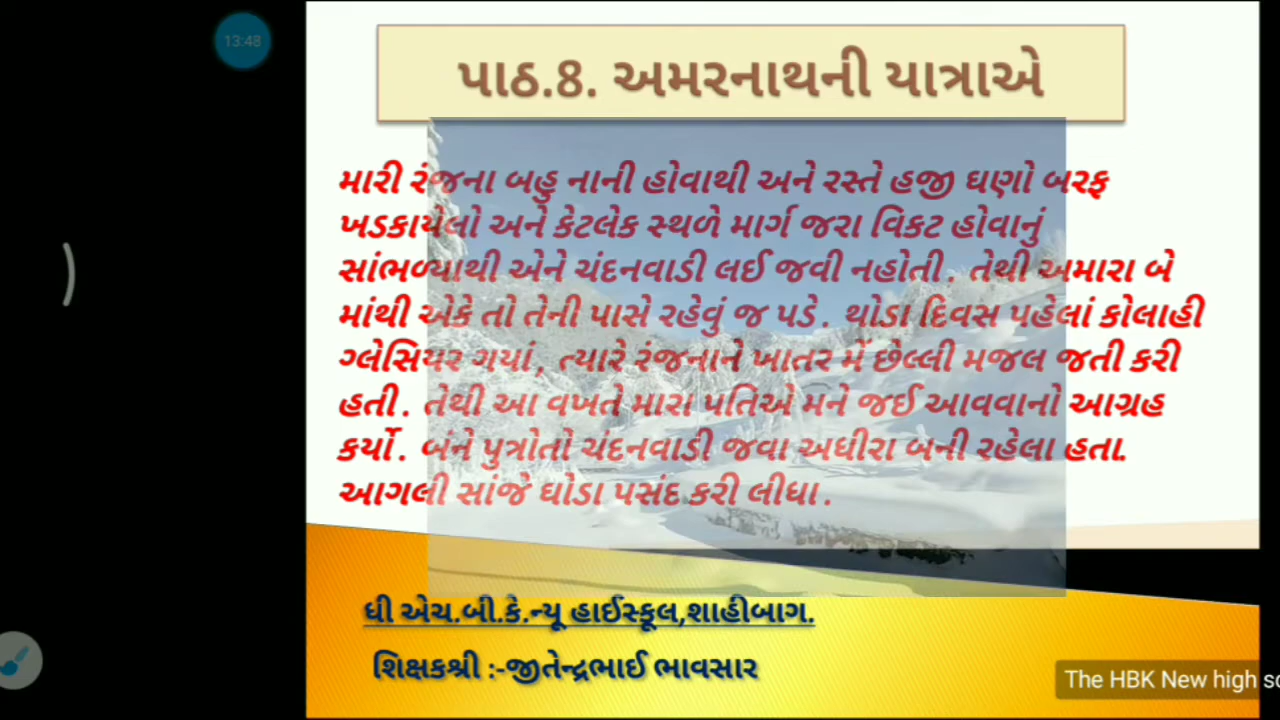 13:48
પાઠ.8. અમરનાથની યાત્રાએ
મારી રંજના બહુ નાની હોવાથી અને રસ્તે હજી ઘણો બરફ
ખડકાયેલો અને કેટલેક સ્થળે માર્ગ જરા વિકટ હોવાનું
સાંભળ્યાથી એને ચંદનવાડી લઈ જવી નહોતી. તેથી અમારા બે
માંથી એકે તો તેની પાસે રહેવું જ પડે. થોડા દિવસ પહેલાં કોલાહી
ગ્લેસિયર ગયાં, ત્યારે રંજનાને ખાતર મેં છેલ્લી મજલ જતી કરી
હતી. તેથી આ વખતે મારા પતિએ મને જઈ આવવાનો આગ્રહ
કર્યો. બંને પુત્રોતો ચંદનવાડી જવા અધીરા બની રહેલા હતા.
આગલી સાંજે ઘોડા પસંદ કરી લીધા.
ધી એચ.બી.કે.ન્યૂ હાઈસ્કૂલ,શાહીબાગ.
શિક્ષકશ્રી :-જીતેન્દ્રભાઈ ભાવસાર
The HBK New high